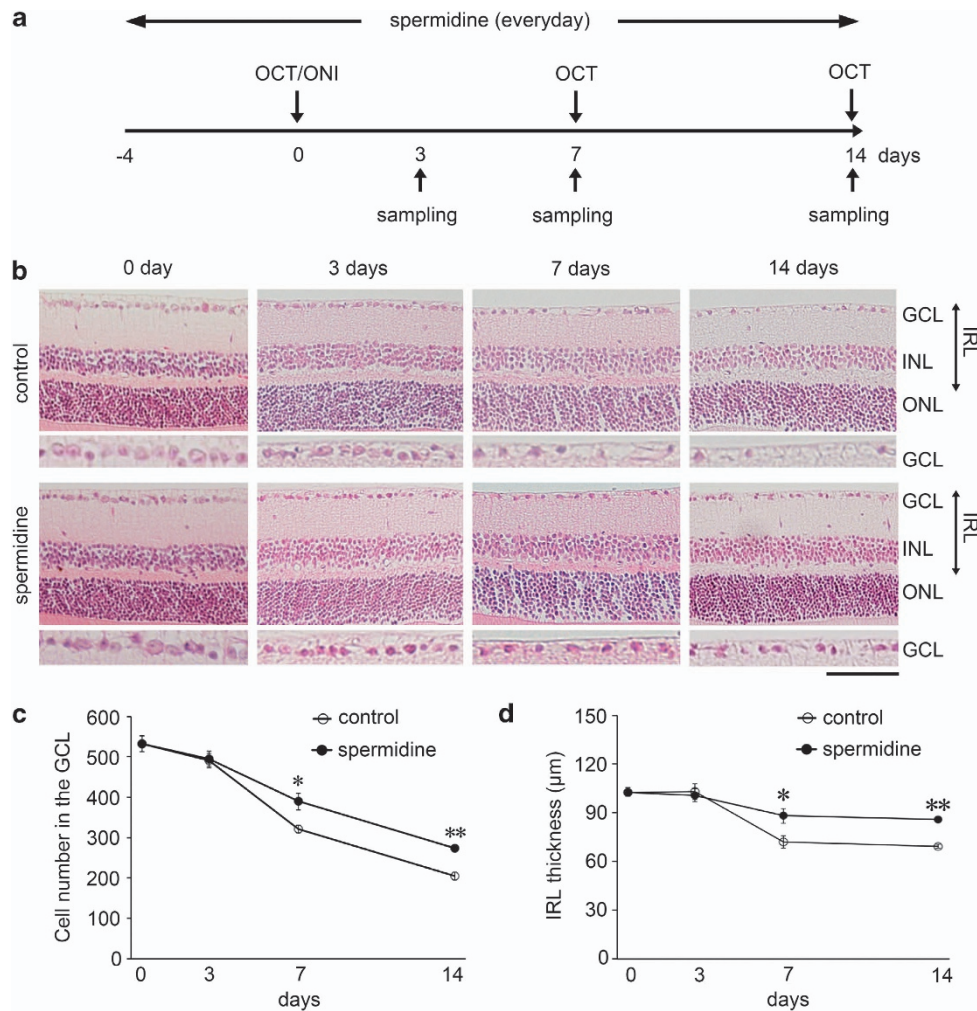 a
spermidine (everyday)
OCT/ONI OCT OCT
-4 0 3 7 14 days
sampling sampling sampling
b
0 day 3 days 7 days 14 days
control
GCL
INL
ONL
IRL
GCL
spermidine
GCL
INL
ONL
IRL
GCL
c
control
spermidine
Cell number in the GCL
600
500
400
300
200
100
0
*
**
0 3 7 14
days
d
control
spermidine
IRL thickness (µm)
150
120
90
60
30
0
*
**
0 3 7 14
days